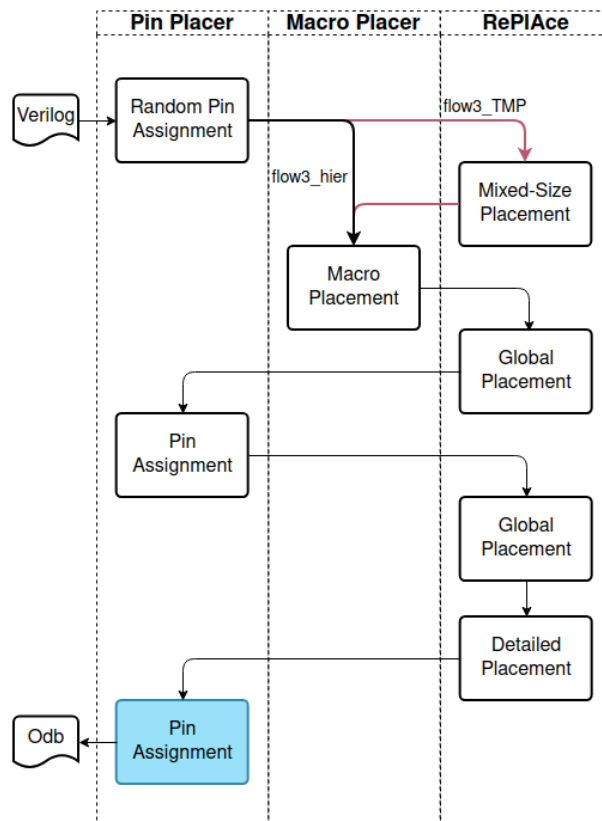 Pin Placer
Macro Placer
RePlAce
Verilog
Random Pin
Assignment
flow3_TMP
flow3_hier
Mixed-Size
Placement
Macro
Placement
Global
Placement
Pin
Assignment
Global
Placement
Detailed
Placement
Pin
Assignment
Odb